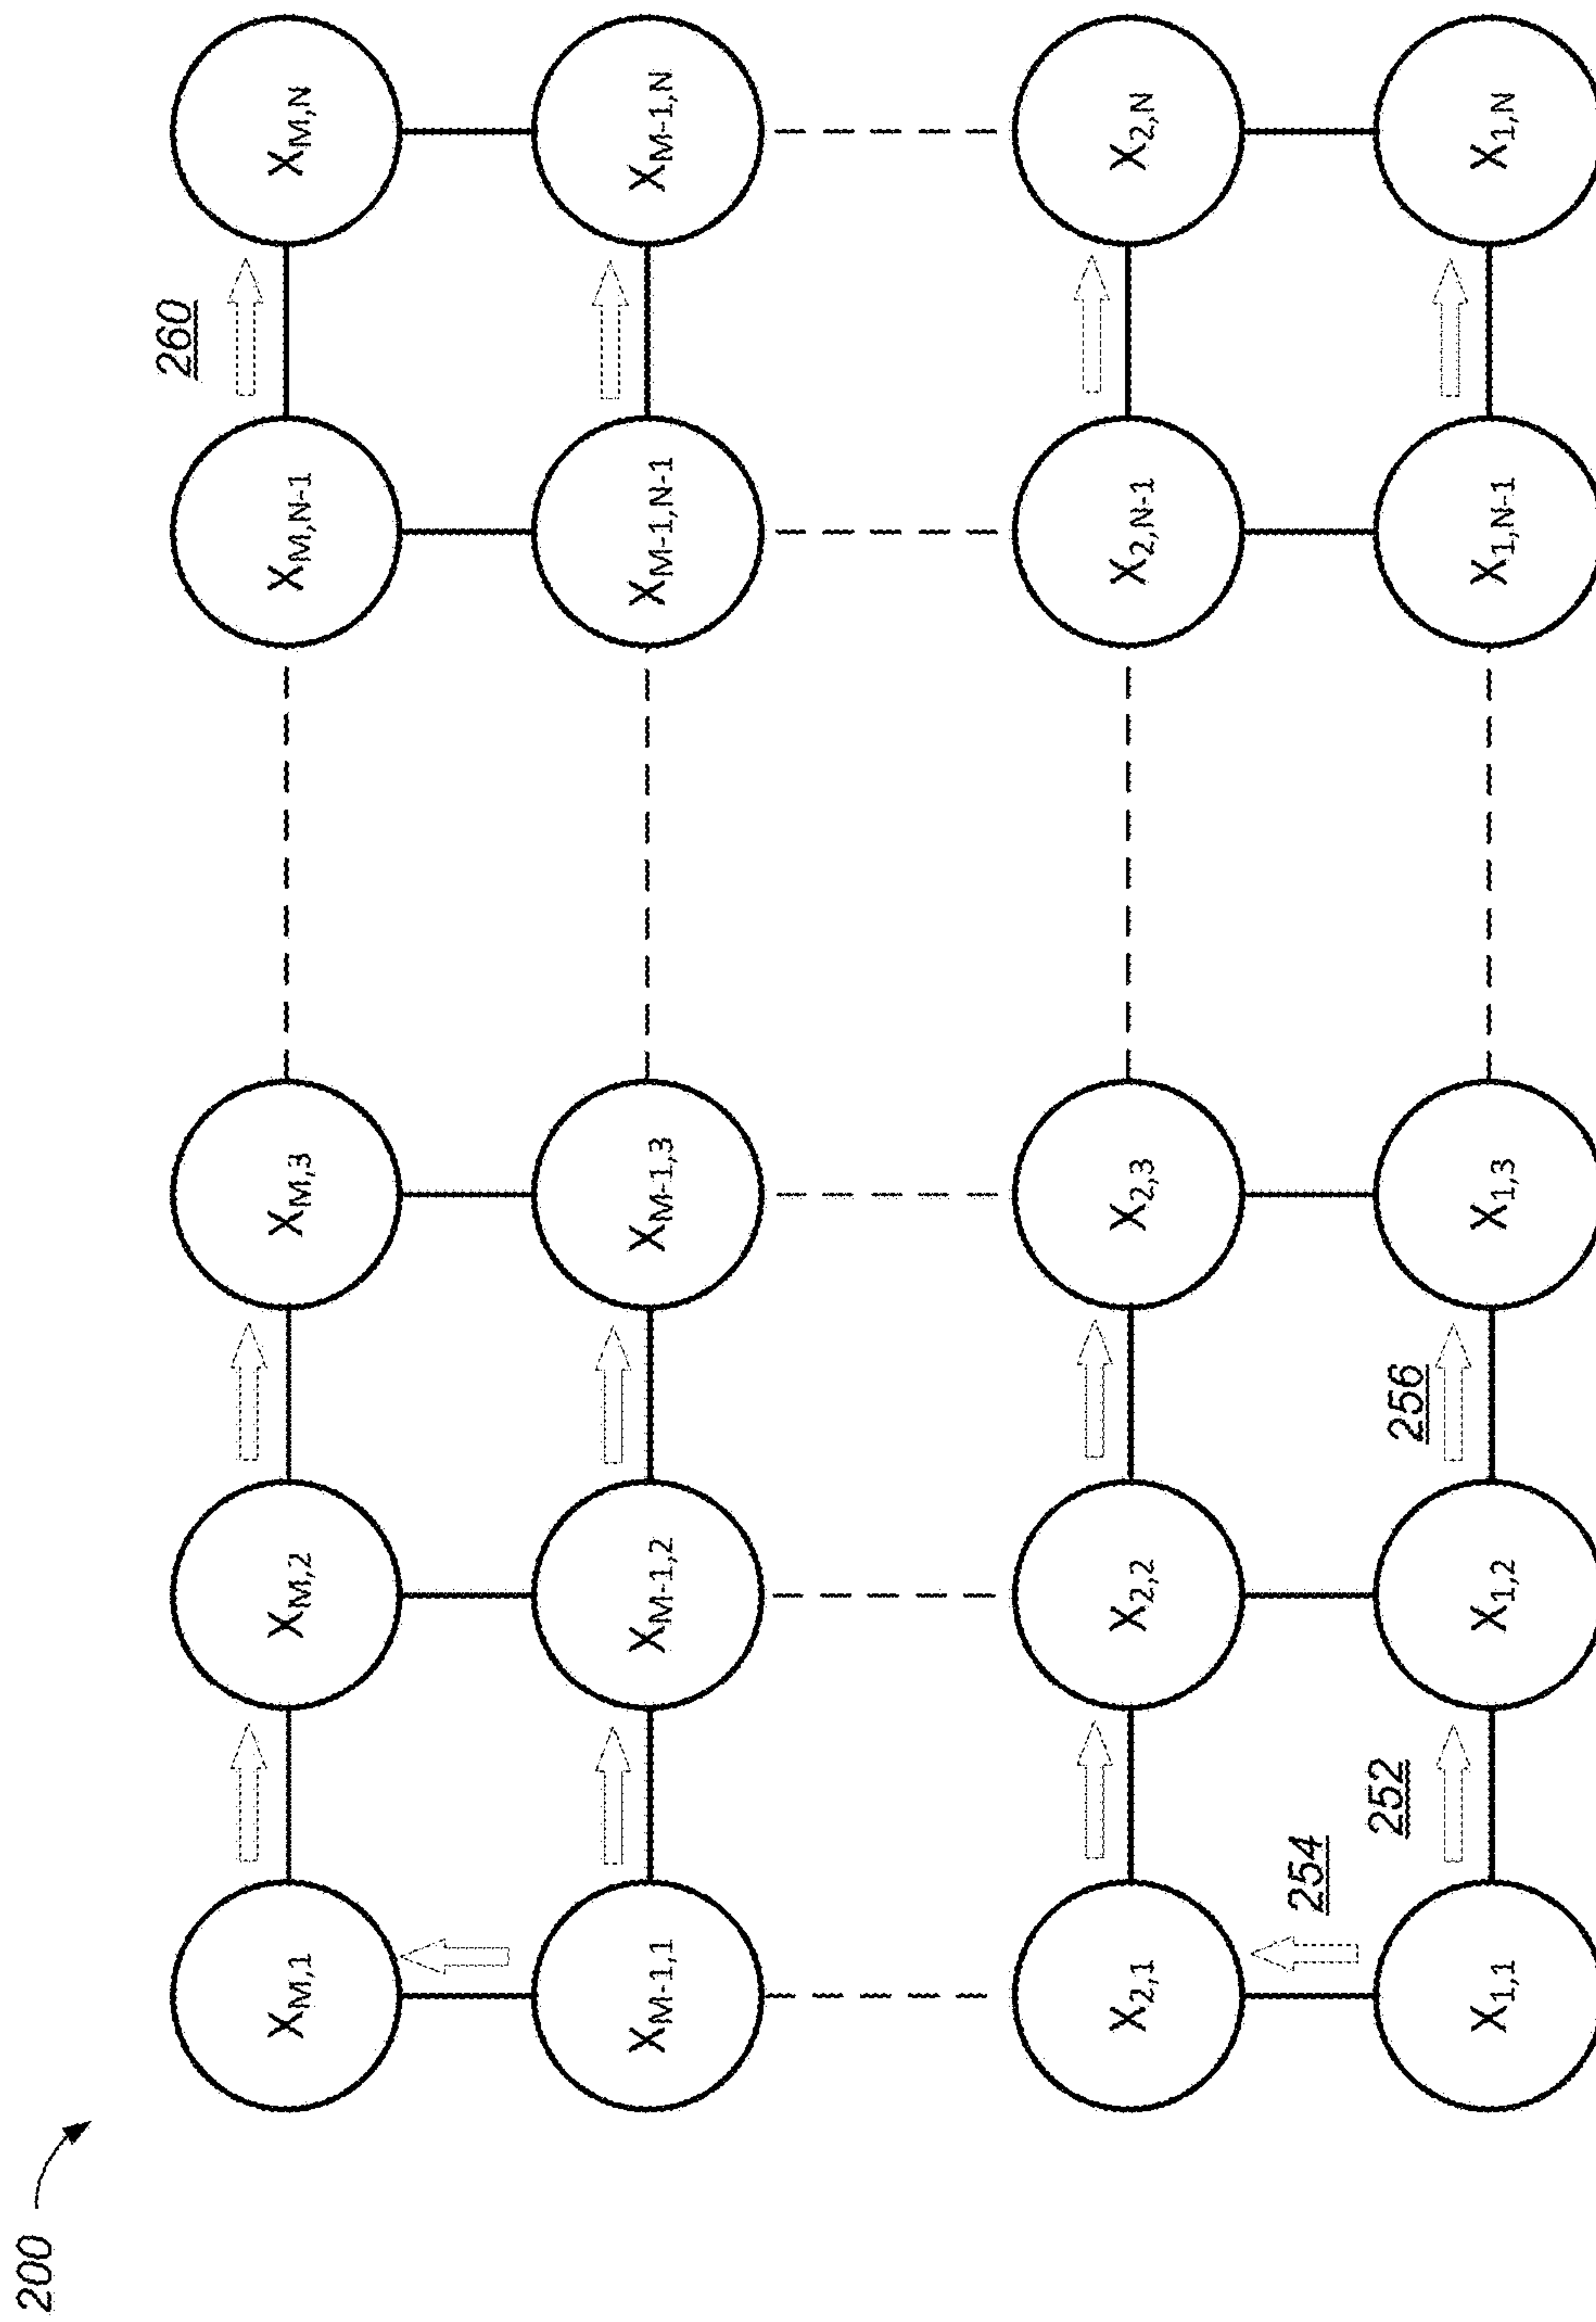 200
260
X_{M,1} X_{M,2} X_{M,3} X_{M,N-1} X_{M,N}
X_{M-1,1} X_{M-1,2} X_{M-1,3} X_{M-1,N-1} X_{M-1,N}
X_{2,1} X_{2,2} X_{2,3} X_{2,N-1} X_{2,N}
254
252 256
X_{1,1} X_{1,2} X_{1,3} X_{1,N-1} X_{1,N}